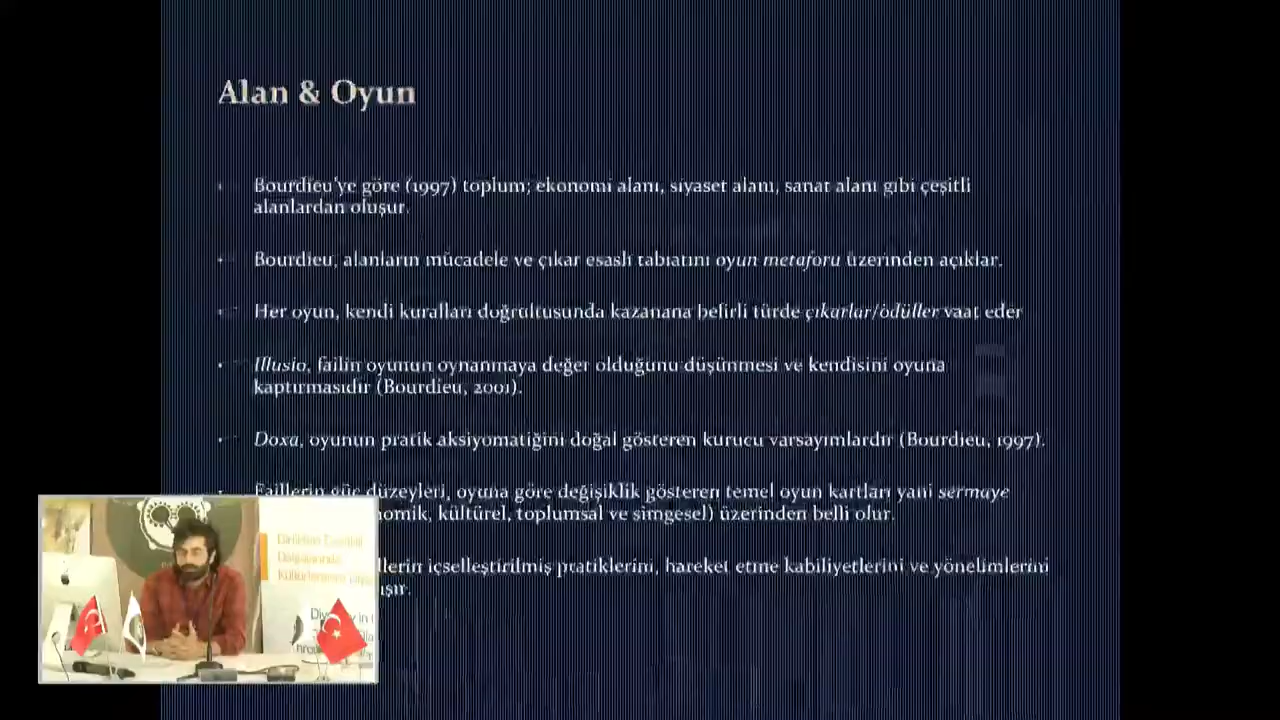 Alan & Oyun
Bourdieu'ye göre (1997) toplum; ekonomi alanı, siyaset alanı, sanat alanı gibi çeşitli
alanlardan oluşur.
Bourdieu, alanların mücadele ve çıkar esaslı tabiatını oyun metaforu üzerinden açıklar.
Her oyun, kendi kuralları doğrultusunda kazanana belirli türde çıkarlar/ödüller vaat eder
Illusio, failin oyunun oynanmaya değer olduğunu düşünmesi ve kendisini oyuna
kaptırmasıdır (Bourdieu, 2001).
Doxa, oyunun pratik aksiyomatiğini doğal gösteren kurucu varsayımlardır (Bourdieu, 1997).
Faillerin güç düzeyleri, oyuna göre değişiklik gösteren temel oyun kartları yani sermaye
kültürel, toplumsal ve simgesel) üzerinden belli olur.
içselleştirilmiş pratiklerini, hareket etme kabiliyetlerini ve yönelimlerini